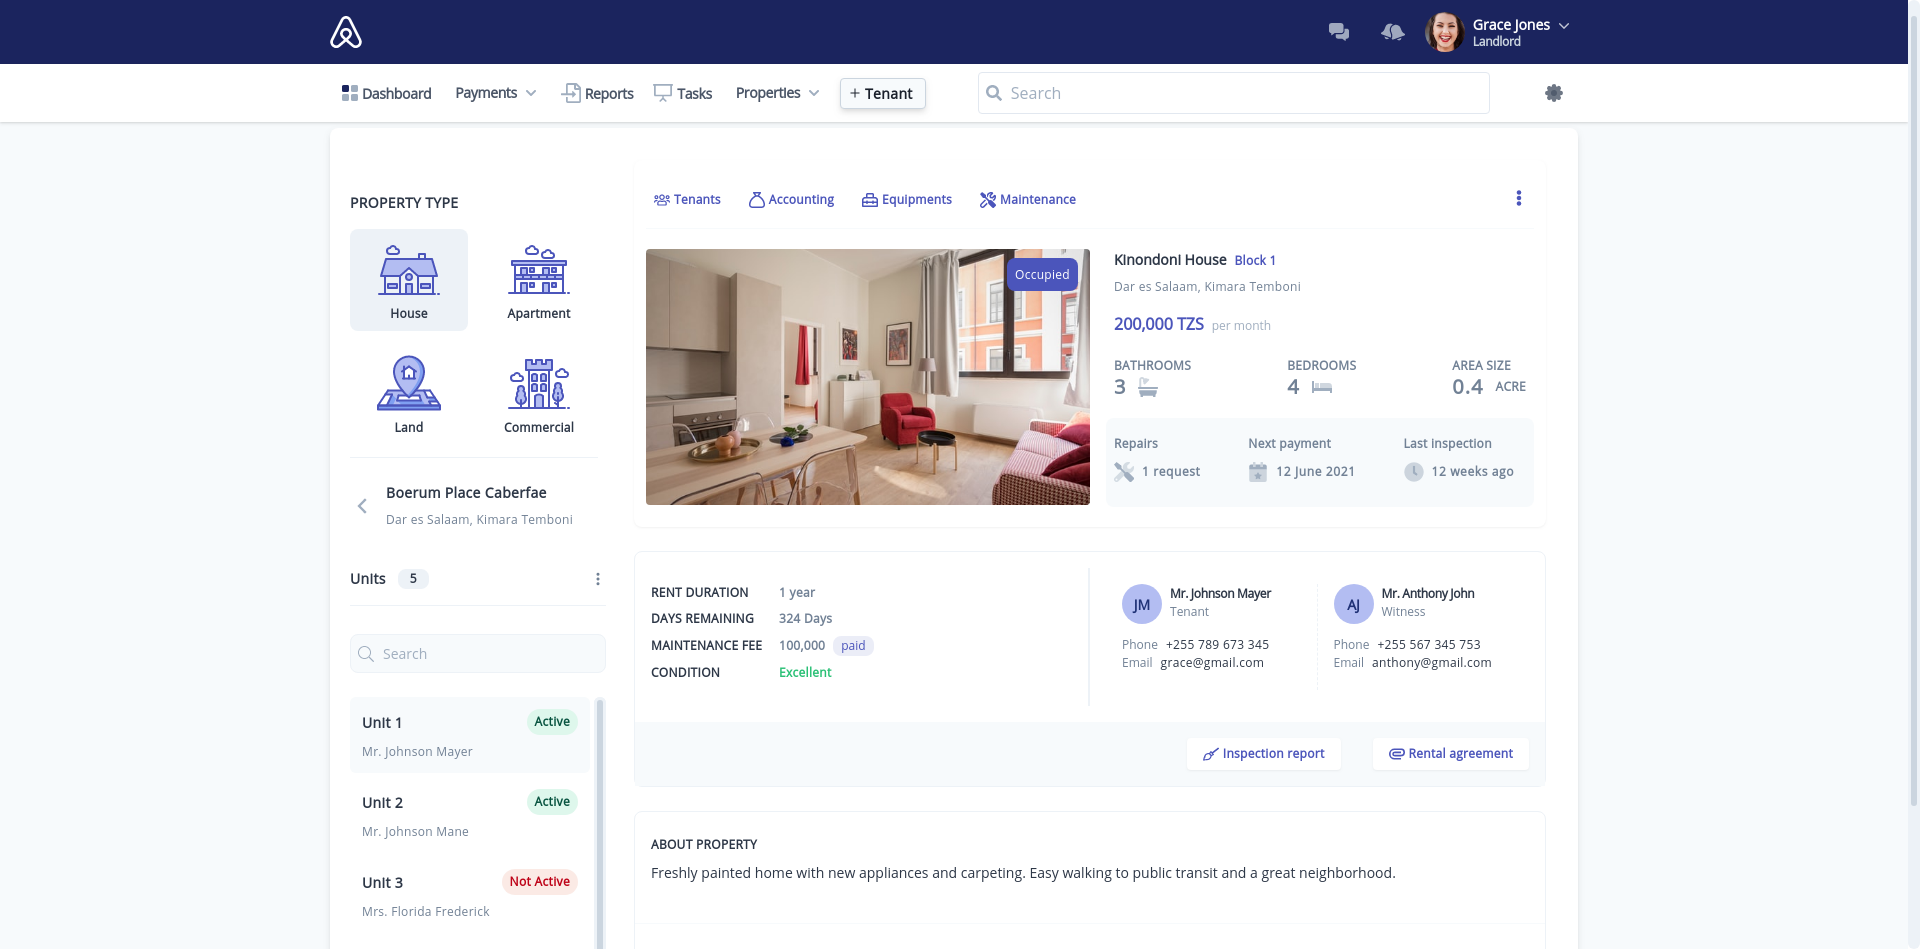 Grace Jones
Landlord
Dashboard
Payments
Reports
Tasks
Properties
+ Tenant
Search
PROPERTY TYPE
House
Apartment
Land
Commercial
Boerum Place Caberfae
Dar es Salaam, Kimara Temboni
Units 5
Search
Unit 1 Active
Mr. Johnson Mayer
Unit 2 Active
Mr. Johnson Mane
Unit 3 Not Active
Mrs. Florida Frederick
Tenants
Accounting
Equipments
Maintenance
Occupied
Kinondoni House Block 1
Dar es Salaam, Kimara Temboni
200,000 TZS per month
BATHROOMS
3
BEDROOMS
4
AREA SIZE
0.4 ACRE
Repairs
1 request
Next payment
12 June 2021
Last inspection
12 weeks ago
RENT DURATION 1 year
DAYS REMAINING 324 Days
MAINTENANCE FEE 100,000 paid
CONDITION Excellent
JM
Mr. Johnson Mayer
Tenant
Phone +255 789 673 345
Email grace@gmail.com
AJ
Mr. Anthony John
Witness
Phone +255 567 345 753
Email anthony@gmail.com
Inspection report
Rental agreement
ABOUT PROPERTY
Freshly painted home with new appliances and carpeting. Easy walking to public transit and a great neighborhood.